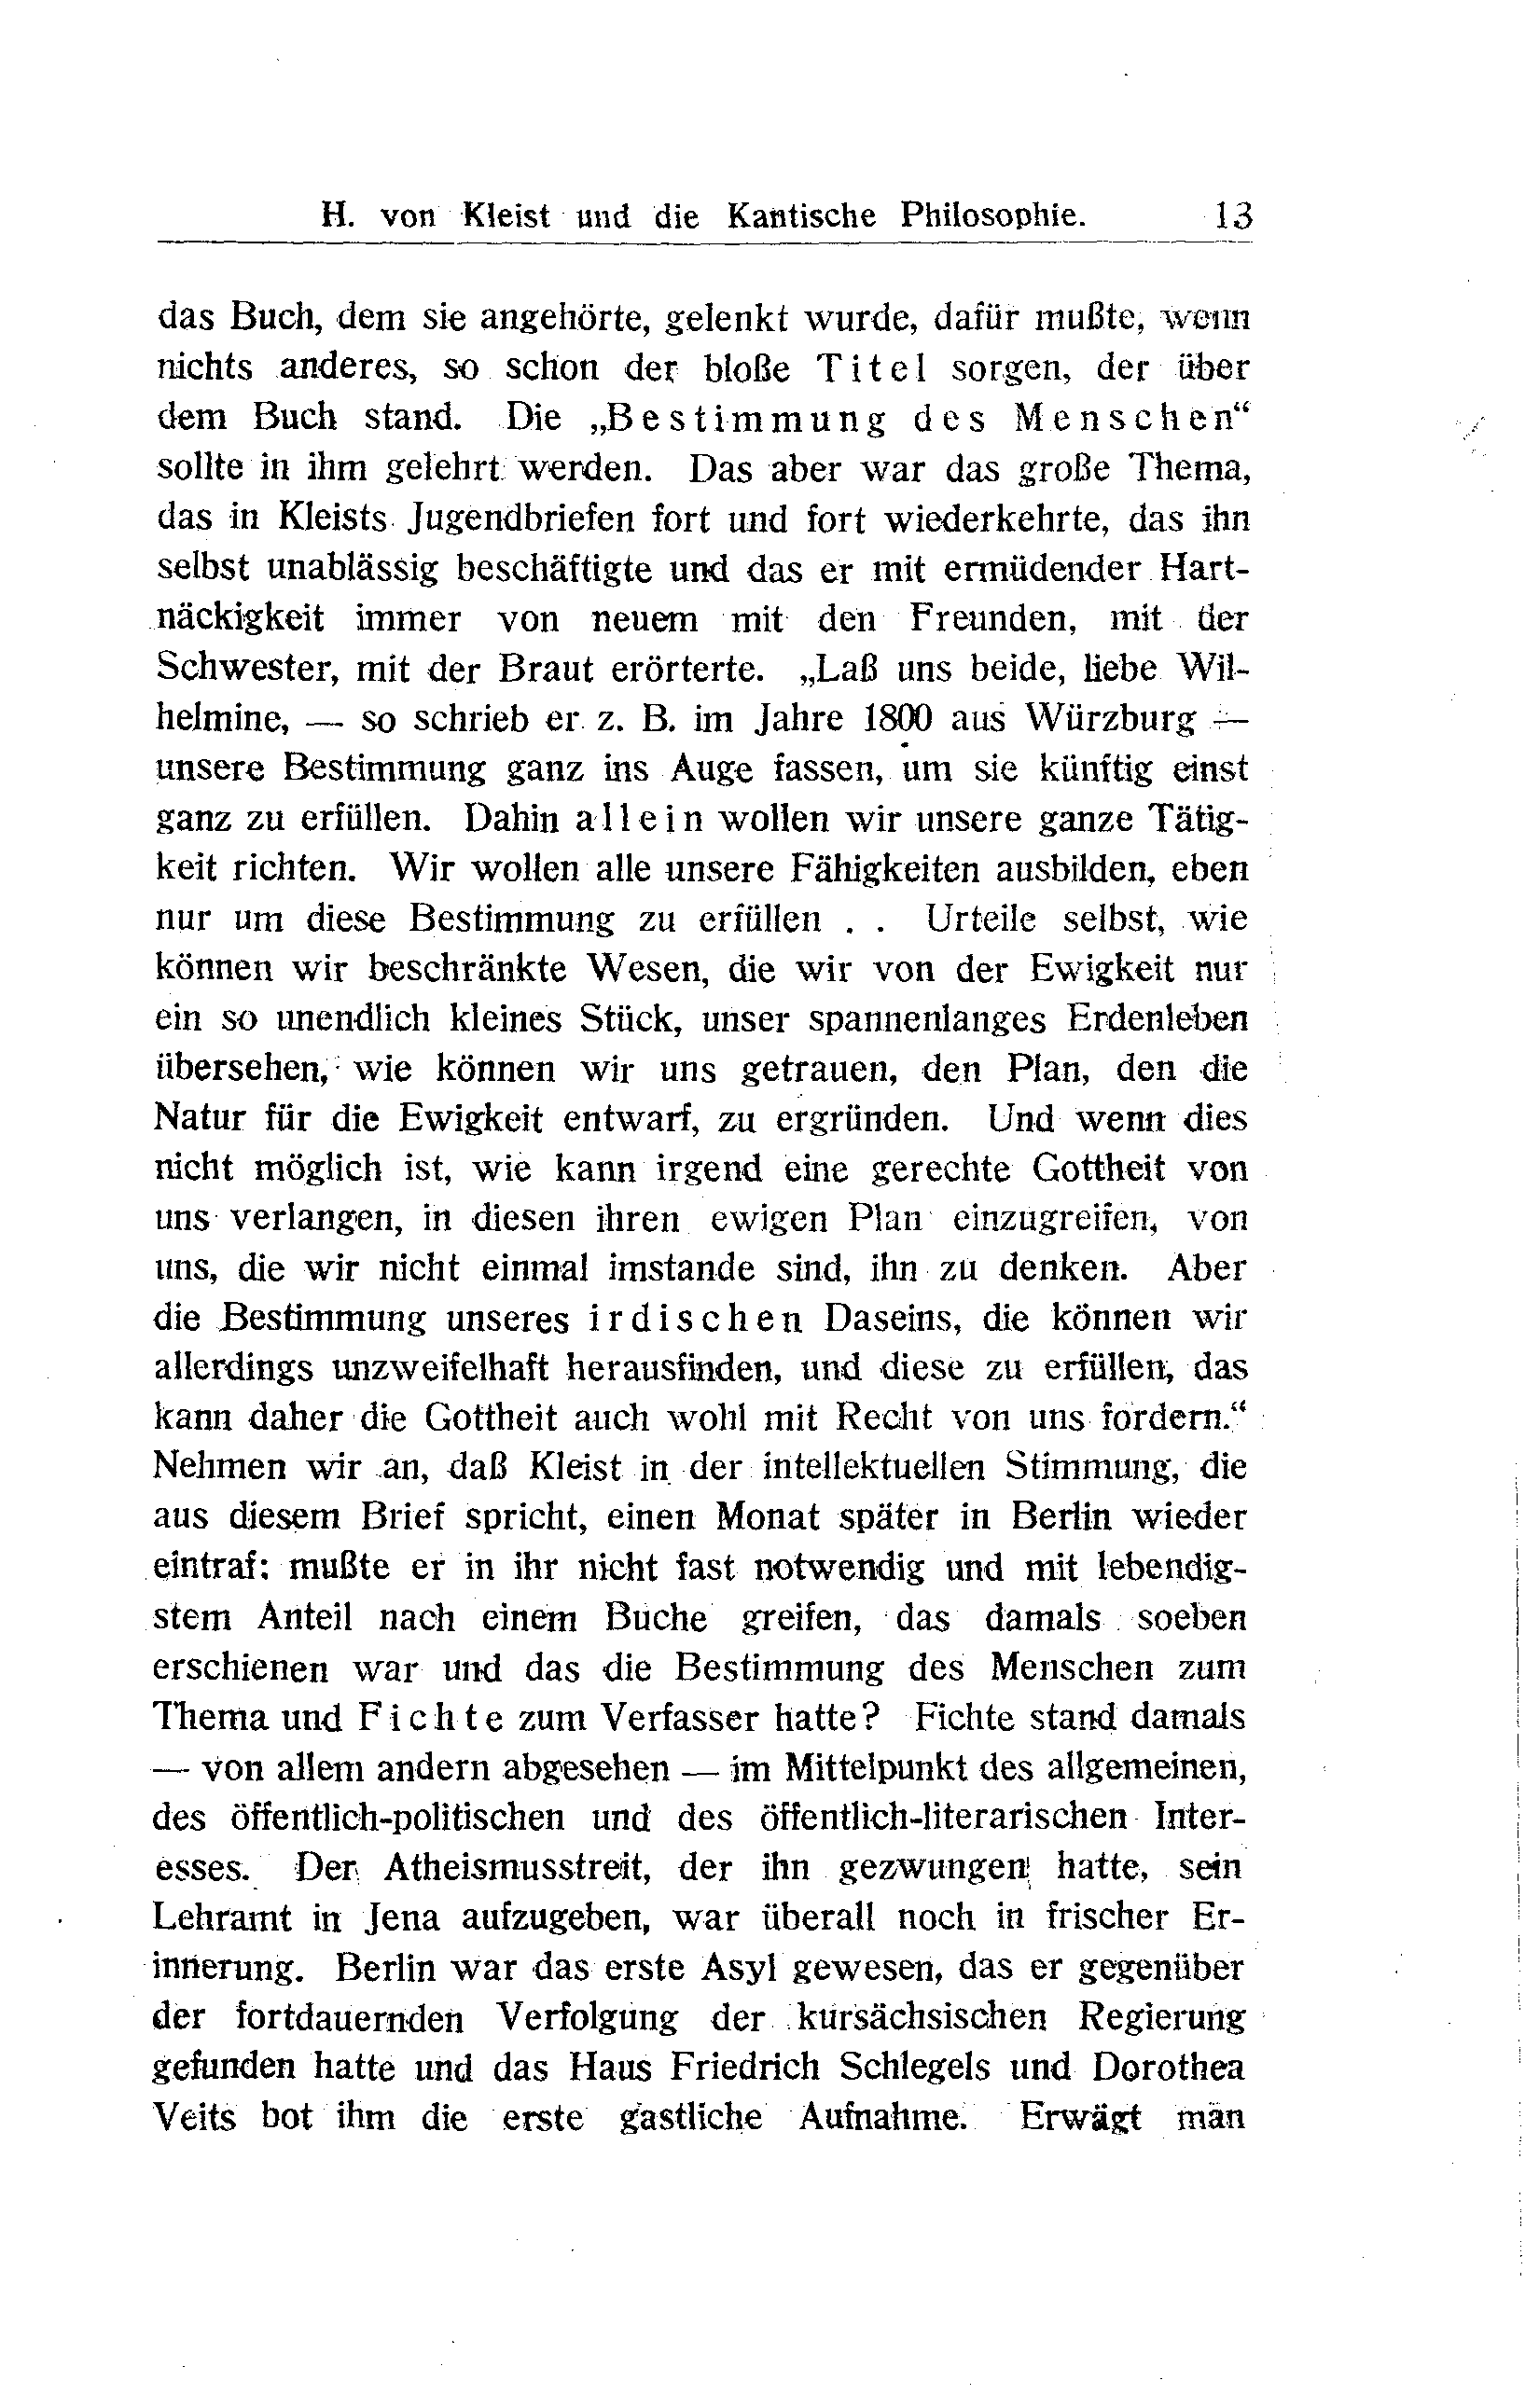 H. von Kleist und die Kantische Philosophie. 13
das Buch, dem sie angehörte, gelenkt wurde, dafür mußte, wenn
nichts anderes, so schon der bloße Titel sorgen, der über
dem Buch stand. Die „Bestimmung des Menschen“
sollte in ihm gelehrt werden. Das aber war das große Thema,
das in Kleists Jugendbriefen fort und fort wiederkehrte, das ihn
selbst unablässig beschäftigte und das er mit ermüdender Hart-
näckigkeit immer von neuem mit den Freunden, mit der
Schwester, mit der Braut erörterte. „Laß uns beide, liebe Wil-
helmine, — so schrieb er z. B. im Jahre 1800 aus Würzburg —
unsere Bestimmung ganz ins Auge fassen, um sie künftig einst
ganz zu erfüllen. Dahin allein wollen wir unsere ganze Tätig-
keit richten. Wir wollen alle unsere Fähigkeiten ausbilden, eben
nur um diese Bestimmung zu erfüllen . . Urteile selbst, wie
können wir beschränkte Wesen, die wir von der Ewigkeit nur
ein so unendlich kleines Stück, unser spannenlanges Erdenleben
übersehen, wie können wir uns getrauen, den Plan, den die
Natur für die Ewigkeit entwarf, zu ergründen. Und wenn dies
nicht möglich ist, wie kann irgend eine gerechte Gottheit von
uns verlangen, in diesen ihren ewigen Plan einzugreifen, von
uns, die wir nicht einmal imstande sind, ihn zu denken. Aber
die Bestimmung unseres irdischen Daseins, die können wir
allerdings unzweifelhaft herausfinden, und diese zu erfüllen, das
kann daher die Gottheit auch wohl mit Recht von uns fordern.“
Nehmen wir an, daß Kleist in der intellektuellen Stimmung, die
aus diesem Brief spricht, einen Monat später in Berlin wieder
eintraf: mußte er in ihr nicht fast notwendig und mit lebendig-
stem Anteil nach einem Buche greifen, das damals soeben
erschienen war und das die Bestimmung des Menschen zum
Thema und Fichte zum Verfasser hatte? Fichte stand damals
— von allem andern abgesehen — im Mittelpunkt des allgemeinen,
des öffentlich-politischen und des öffentlich-literarischen Inter-
esses. Der Atheismusstreit, der ihn gezwungen hatte, sein
Lehramt in Jena aufzugeben, war überall noch in frischer Er-
innerung. Berlin war das erste Asyl gewesen, das er gegenüber
der fortdauernden Verfolgung der kursächsischen Regierung
gefunden hatte und das Haus Friedrich Schlegels und Dorothea
Veits bot ihm die erste gastliche Aufnahme. Erwägt man